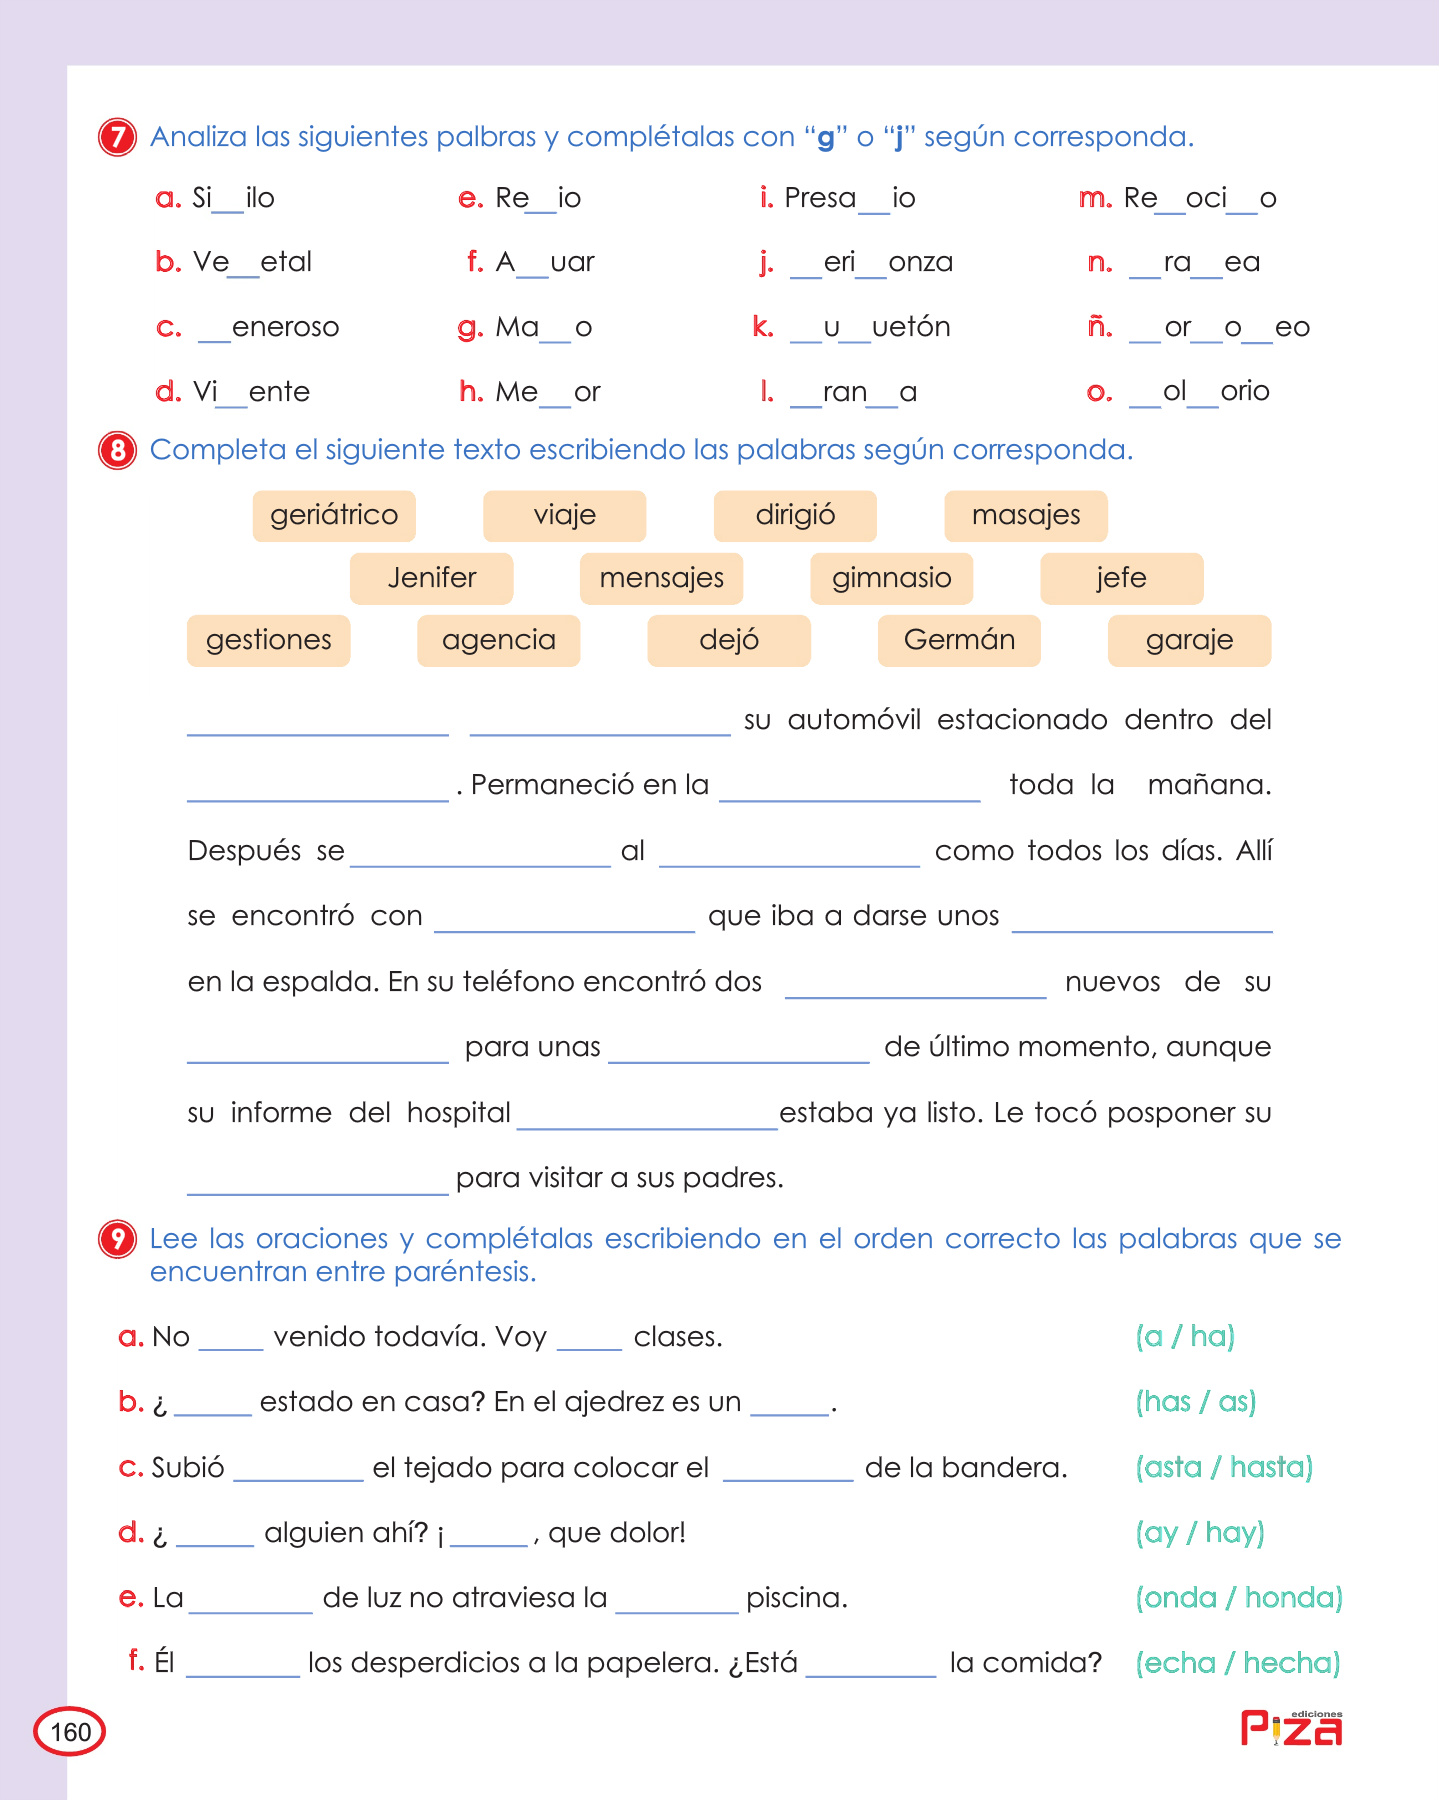 7 Analiza las siguientes palbras y complétalas con “g” o “j” según corresponda.
a. Si__ilo e. Re__io i. Presa__io m. Re__oci__o
b. Ve__etal f. A__uar j. __eri__onza n. __ra__ea
c. __eneroso g. Ma__o k. __u__uetón ñ. __or__o__eo
d. Vi__ente h. Me__or l. __ran__a o. __ol__orio
8 Completa el siguiente texto escribiendo las palabras según corresponda.
geriátrico viaje dirigió masajes
Jenifer mensajes gimnasio jefe
gestiones agencia dejó Germán garaje
________ ________ su automóvil estacionado dentro del
________. Permaneció en la ________ toda la mañana.
Después se ________ al ________ como todos los días. Allí
se encontró con ________ que iba a darse unos ________
en la espalda. En su teléfono encontró dos ________ nuevos de su
________ para unas ________ de último momento, aunque
su informe del hospital ________ estaba ya listo. Le tocó posponer su
________ para visitar a sus padres.
9 Lee las oraciones y complétalas escribiendo en el orden correcto las palabras que se
encuentran entre paréntesis.
a. No ____ venido todavía. Voy ____ clases. (a / ha)
b. ¿ ____ estado en casa? En el ajedrez es un ____. (has / as)
c. Subió ____ el tejado para colocar el ____ de la bandera. (asta / hasta)
d. ¿ ____ alguien ahí? ¡ ____ , que dolor! (ay / hay)
e. La ____ de luz no atraviesa la ____ piscina. (onda / honda)
f. Él ____ los desperdicios a la papelera. ¿Está ____ la comida? (echa / hecha)
160
ediciones
Piza